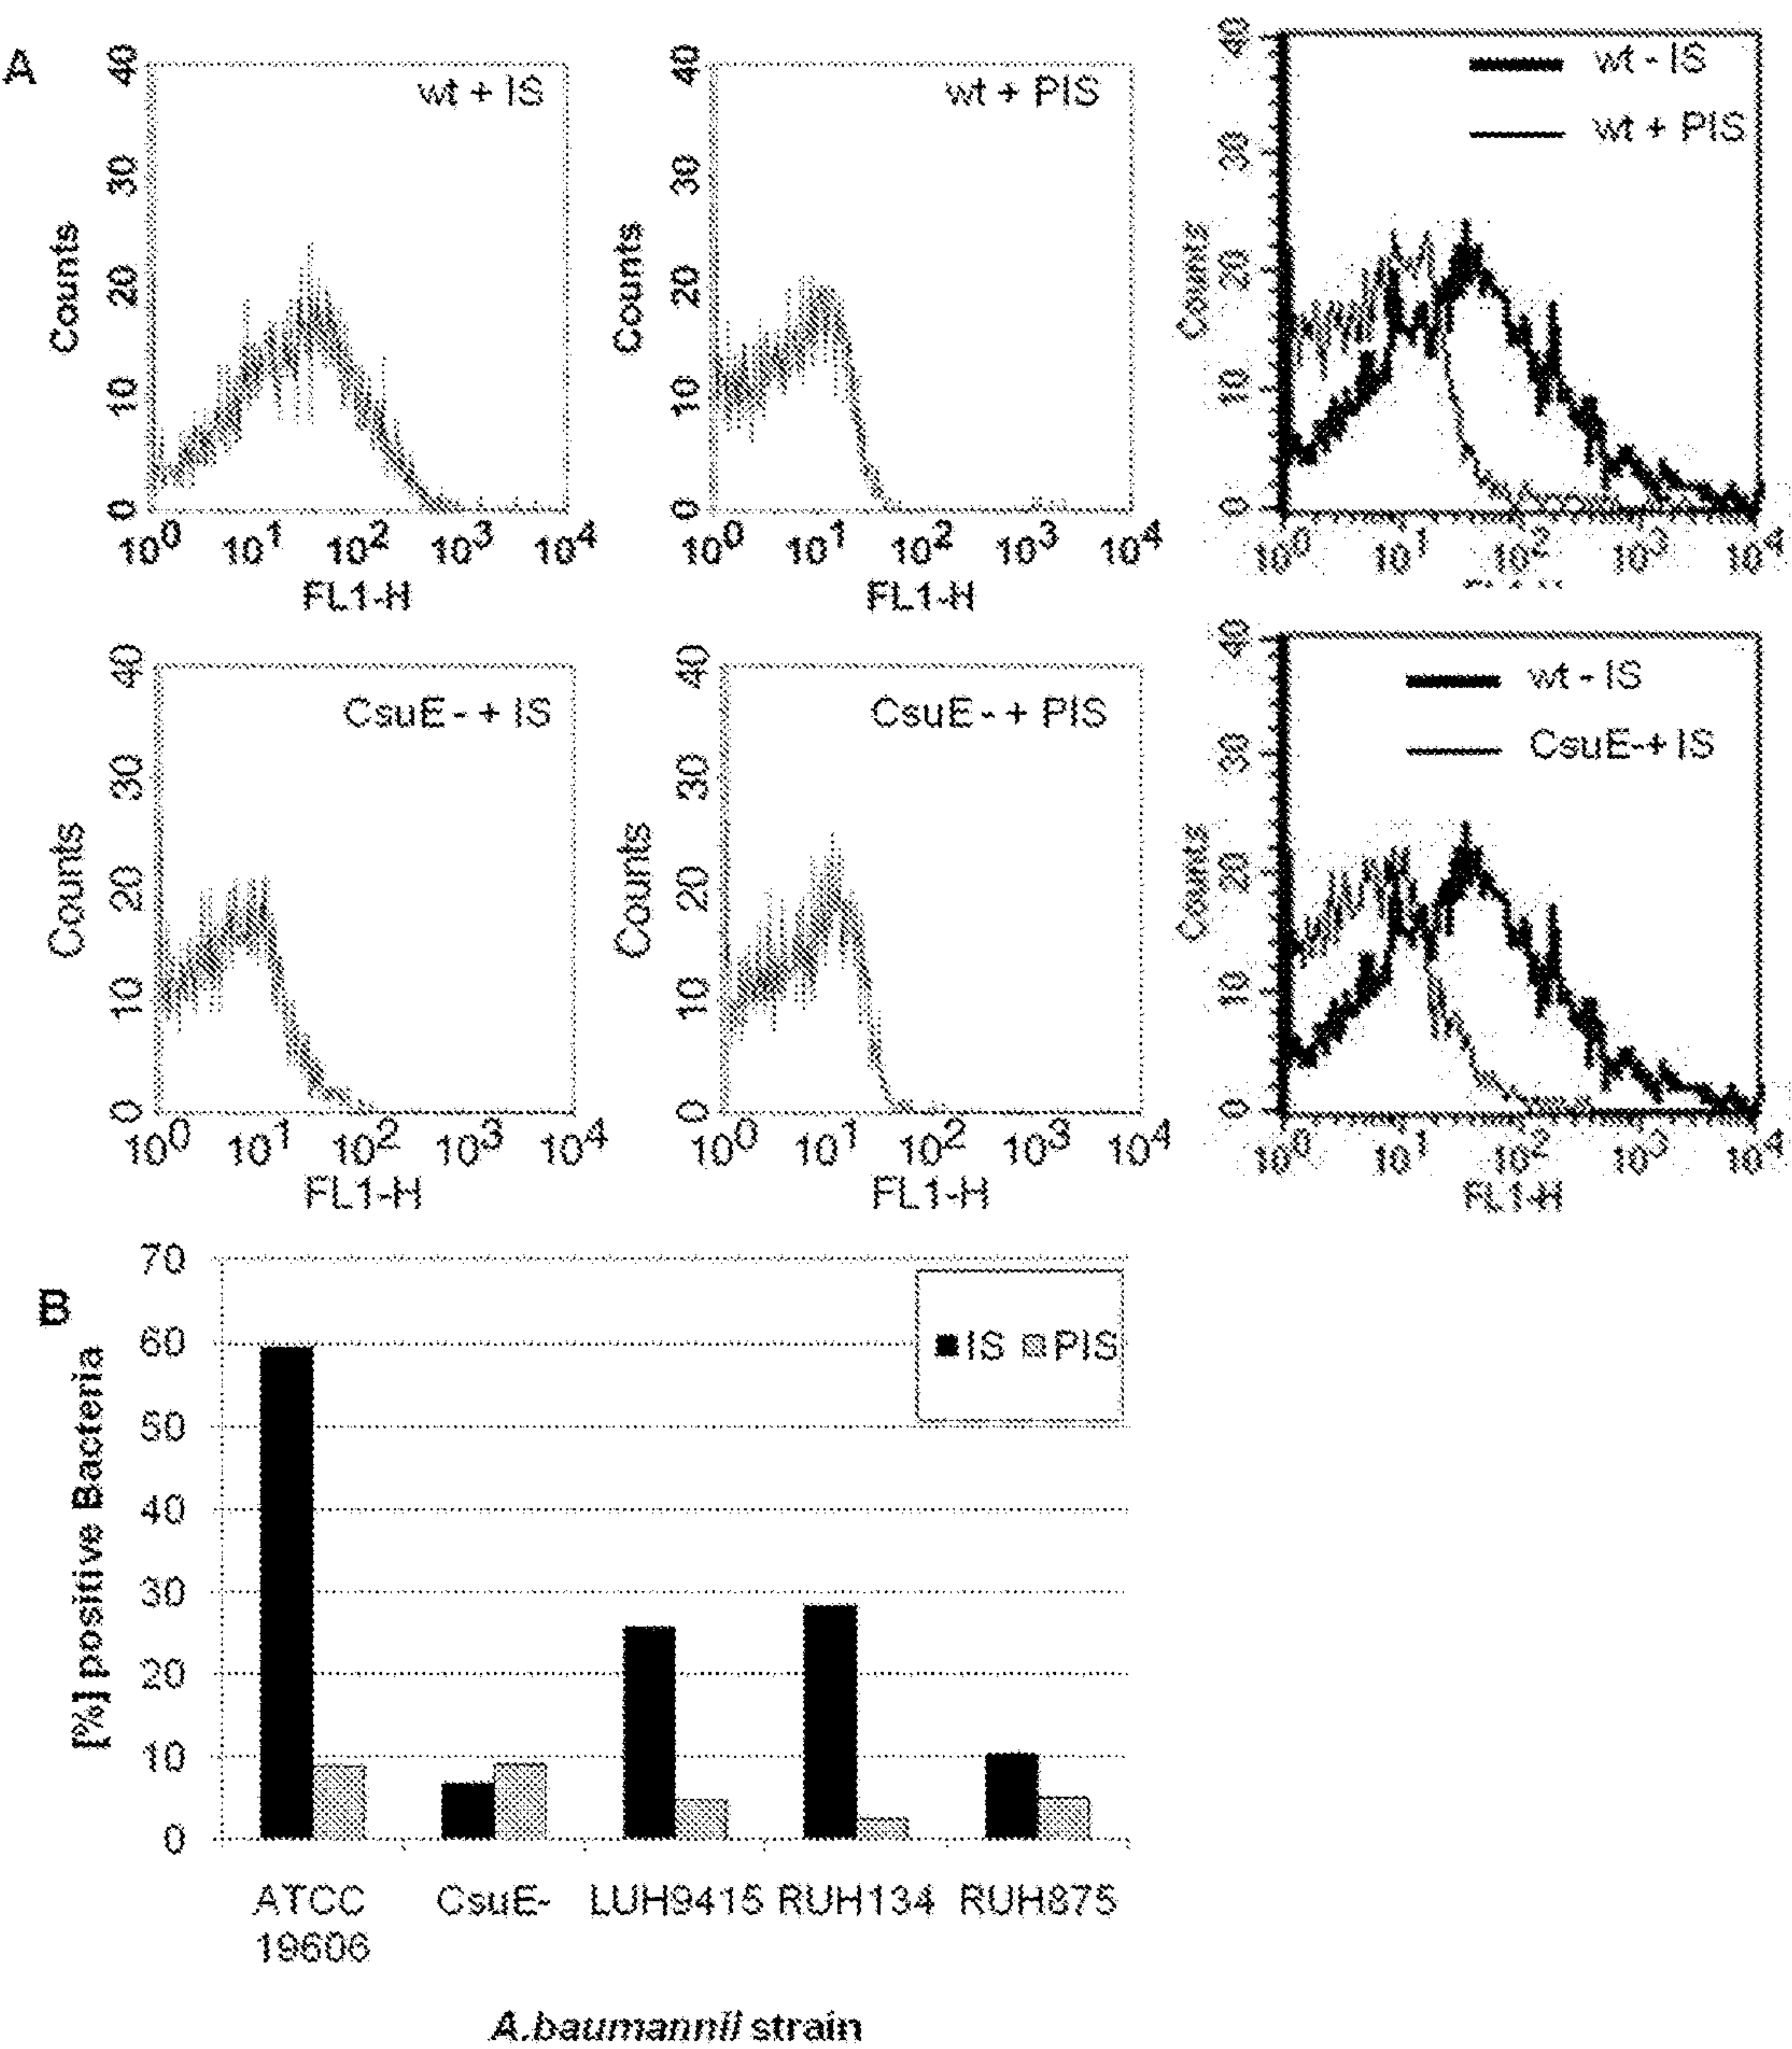 A
wt + IS
40
30
20
10
0
Counts
10^0 10^1 10^2 10^3 10^4
FL1-H
wt + PIS
40
30
20
10
0
Counts
10^0 10^1 10^2 10^3 10^4
FL1-H
wt - IS
wt + PIS
40
30
20
10
0
Counts
10^0 10^1 10^2 10^3 10^4
CsuE- + IS
40
30
20
10
0
Counts
10^0 10^1 10^2 10^3 10^4
FL1-H
CsuE- + PIS
40
30
20
10
0
Counts
10^0 10^1 10^2 10^3 10^4
FL1-H
wt - IS
CsuE-+ IS
40
30
20
10
0
Counts
10^0 10^1 10^2 10^3 10^4
FL1-H
B
70
60
50
40
30
20
10
0
[%] positive Bacteria
IS PIS
ATCC 19606
CsuE-
LUH9415
RUH134
RUH875
A.baumannii strain